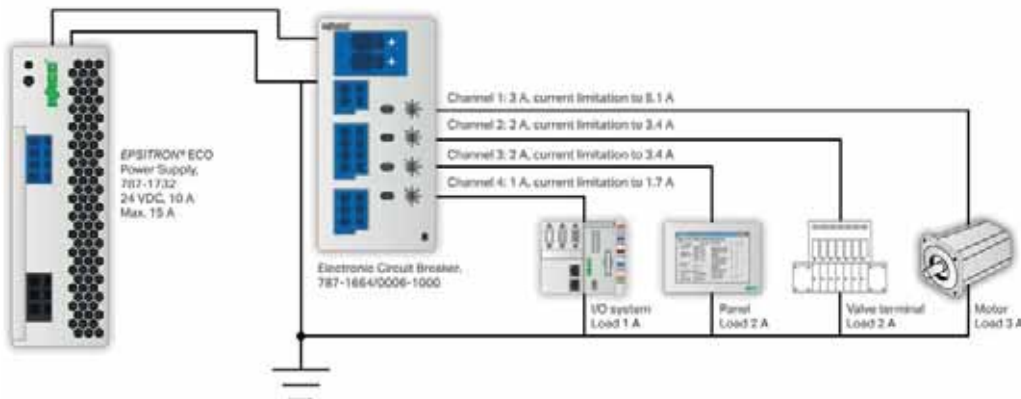 WAGO
WAGO
EPSITRON® ECO
Power Supply,
787-1732
24 VDC, 10 A
Max. 15 A
Channel 1: 3 A, current limitation to 5.1 A
Channel 2: 2 A, current limitation to 3.4 A
Channel 3: 2 A, current limitation to 3.4 A
Channel 4: 1 A, current limitation to 1.7 A
Electronic Circuit Breaker,
787-1664/0006-1000
I/O system
Load 1 A
Panel
Load 2 A
Valve terminal
Load 2 A
Motor
Load 3 A